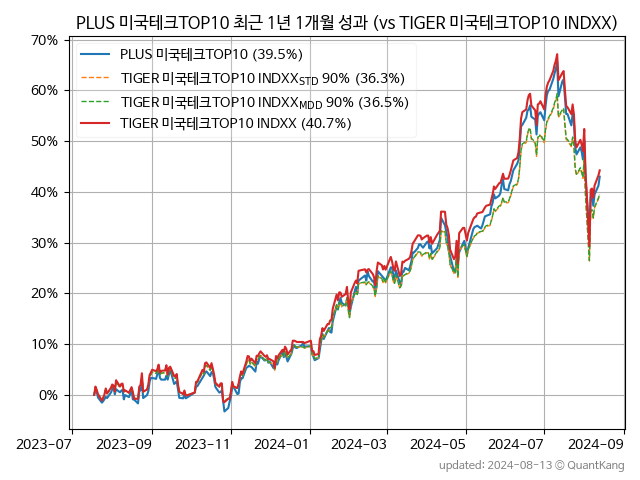 PLUS 미국테크TOP10 최근 1년 1개월 성과 (vs TIGER 미국테크TOP10 INDXX)
70%
60%
50%
40%
30%
20%
10%
0%
PLUS 미국테크TOP10 (39.5%)
TIGER 미국테크TOP10 INDXX_STD 90% (36.3%)
TIGER 미국테크TOP10 INDXX_MDD 90% (36.5%)
TIGER 미국테크TOP10 INDXX (40.7%)
2023-07 2023-09 2023-11 2024-01 2024-03 2024-05 2024-07 2024-09
updated: 2024-08-13 © QuantKang